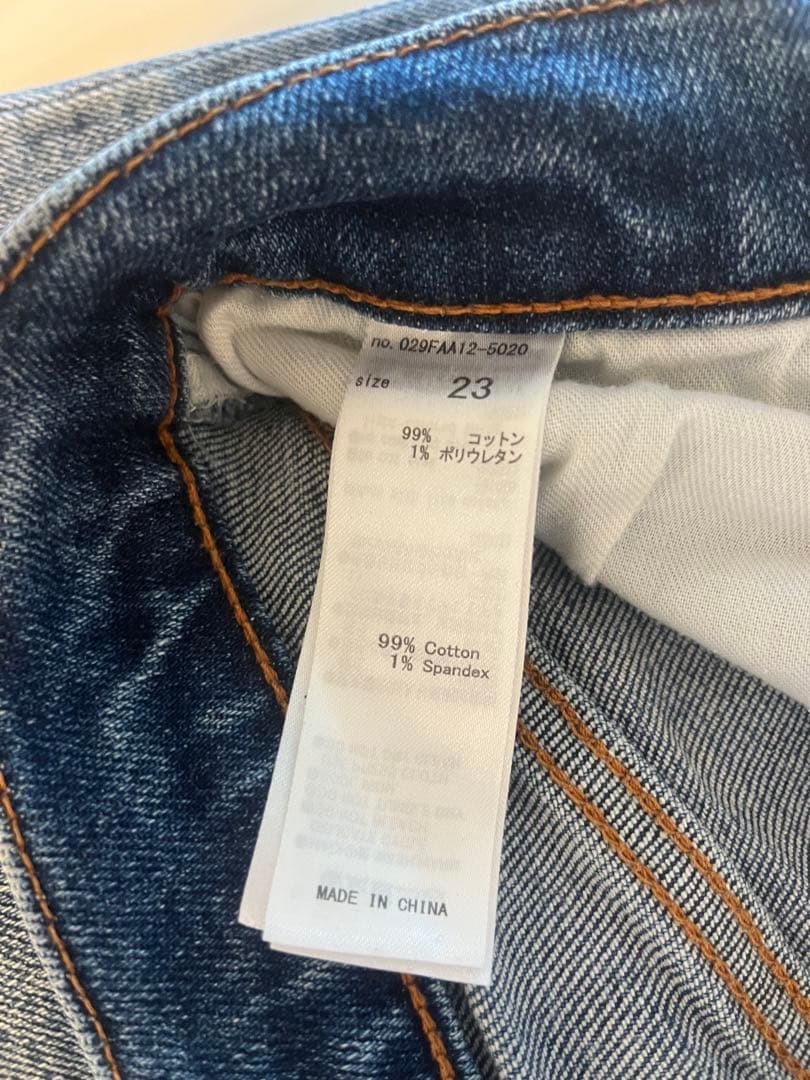 no. 029FAA12-5020
size 23
99% コットン
1% ポリウレタン
99% Cotton
1% Spandex
MADE IN CHINA